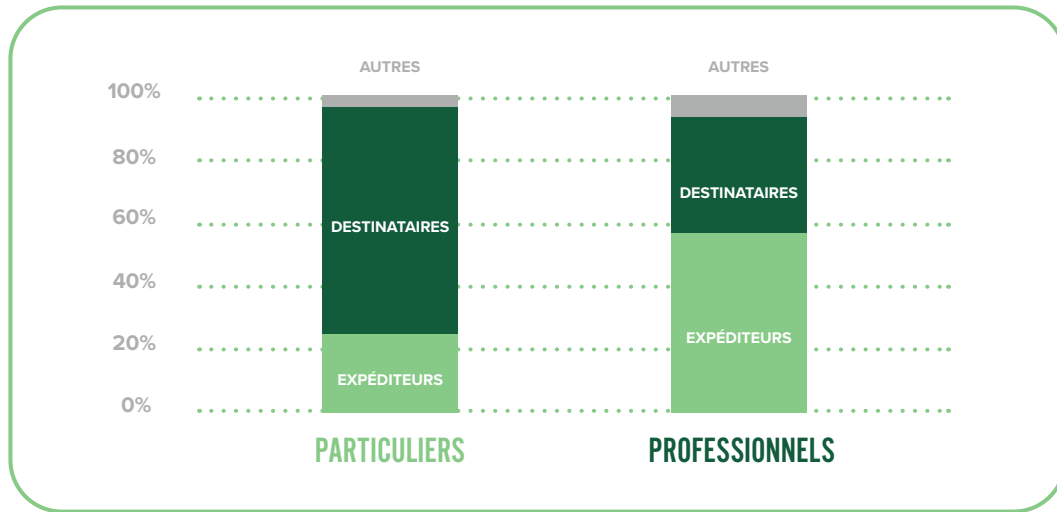 AUTRES
AUTRES
100%
80%
DESTINATAIRES
60%
DESTINATAIRES
40%
20%
EXPÉDITEURS
EXPÉDITEURS
0%
PARTICULIERS
PROFESSIONNELS